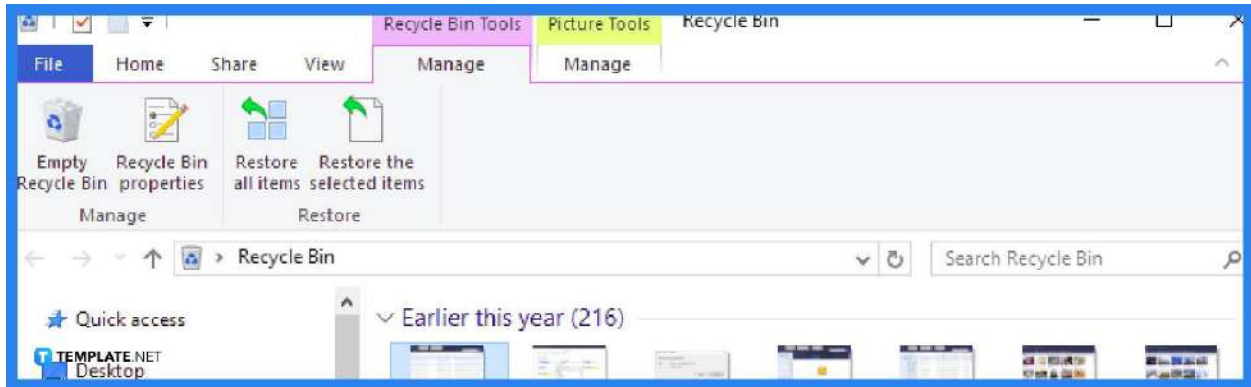 Recycle Bin Tools Picture Tools Recycle Bin
File Home Share View Manage Manage
Empty Recycle Bin Restore Restore the
Recycle Bin properties all items selected items
Manage Restore
Recycle Bin Search Recycle Bin
Quick access Earlier this year (216)
T TEMPLATE.NET
Desktop